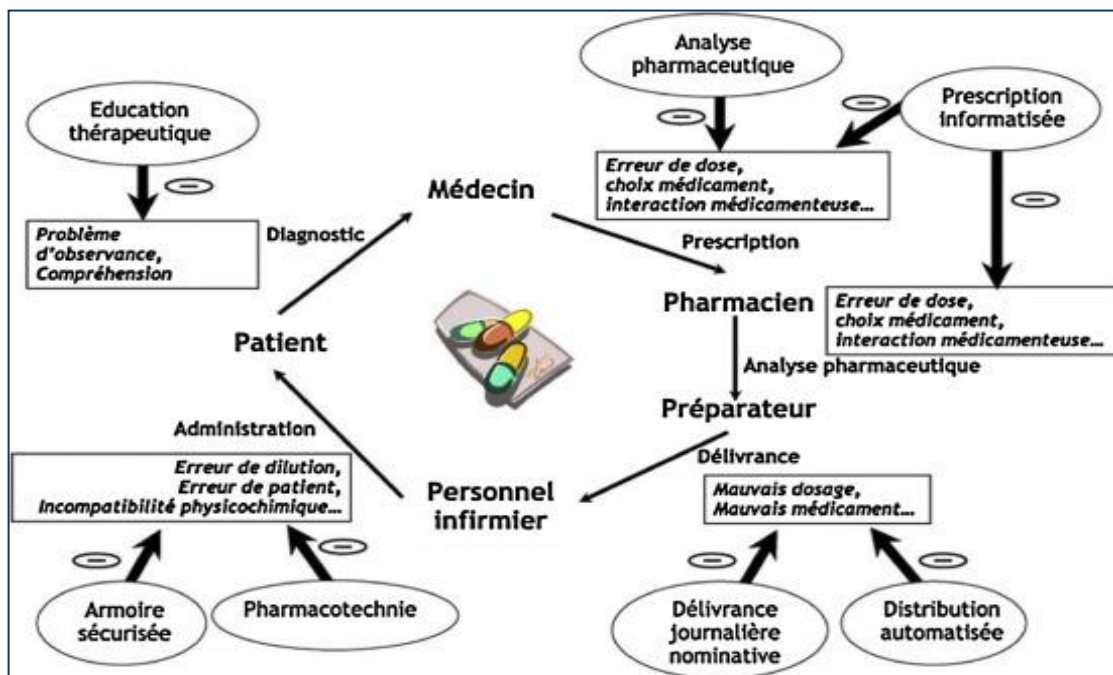 Analyse
pharmaceutique
Education
thérapeutique
Prescription
informatisée
Erreur de dose,
choix médicament,
interaction médicamenteuse...
Médecin
Diagnostic
Prescription
Problème
d'observance,
Compréhension
Pharmacien
Erreur de dose,
choix médicament,
interaction médicamenteuse...
Patient
Analyse pharmaceutique
Préparateur
Administration
Délivrance
Erreur de dilution,
Erreur de patient,
Incompatibilité physicochimique...
Personnel
infirmier
Mauvais dosage,
Mauvais médicament...
Armoire
sécurisée
Pharmacotechnie
Délivrance
journalière
nominative
Distribution
automatisée